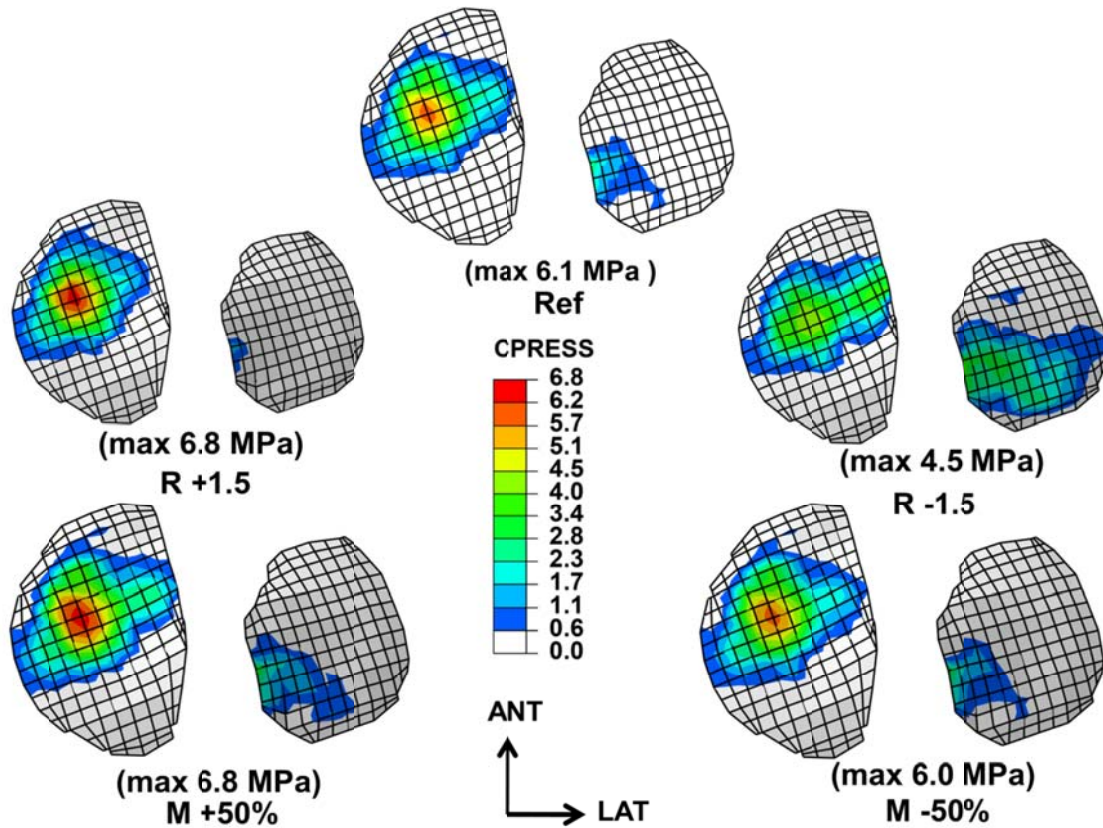 (max 6.1 MPa )
Ref
CPRESS
6.8
6.2
5.7
5.1
4.5
4.0
3.4
2.8
2.3
1.7
1.1
0.6
0.0
(max 6.8 MPa)
R +1.5
(max 4.5 MPa)
R -1.5
ANT
LAT
(max 6.8 MPa)
M +50%
(max 6.0 MPa)
M -50%